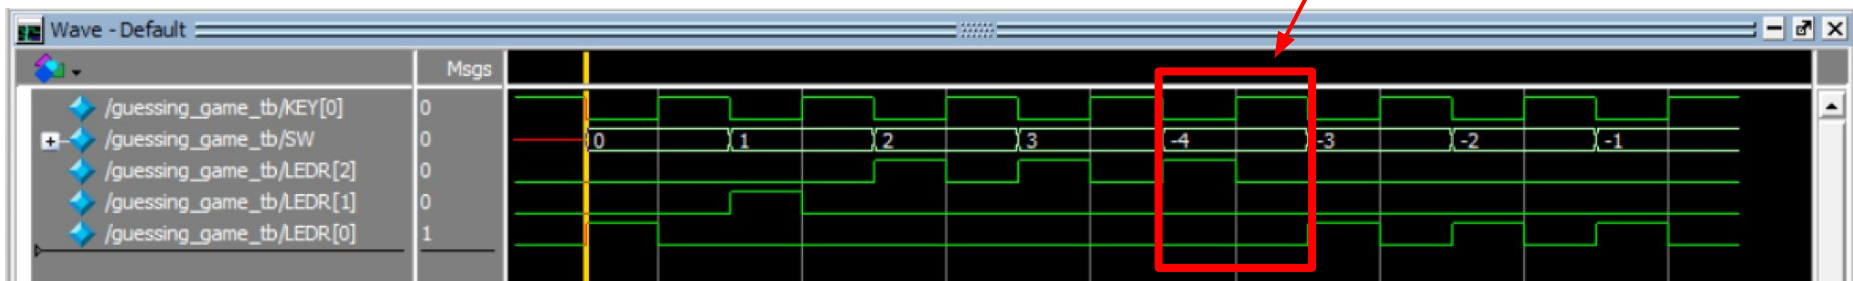 Wave - Default
Msgs
/guessing_game_tb/KEY[0] 0
/guessing_game_tb/SW 0 0 1 2 3 -4 -3 -2 -1
/guessing_game_tb/LEDR[2] 0
/guessing_game_tb/LEDR[1] 0
/guessing_game_tb/LEDR[0] 1